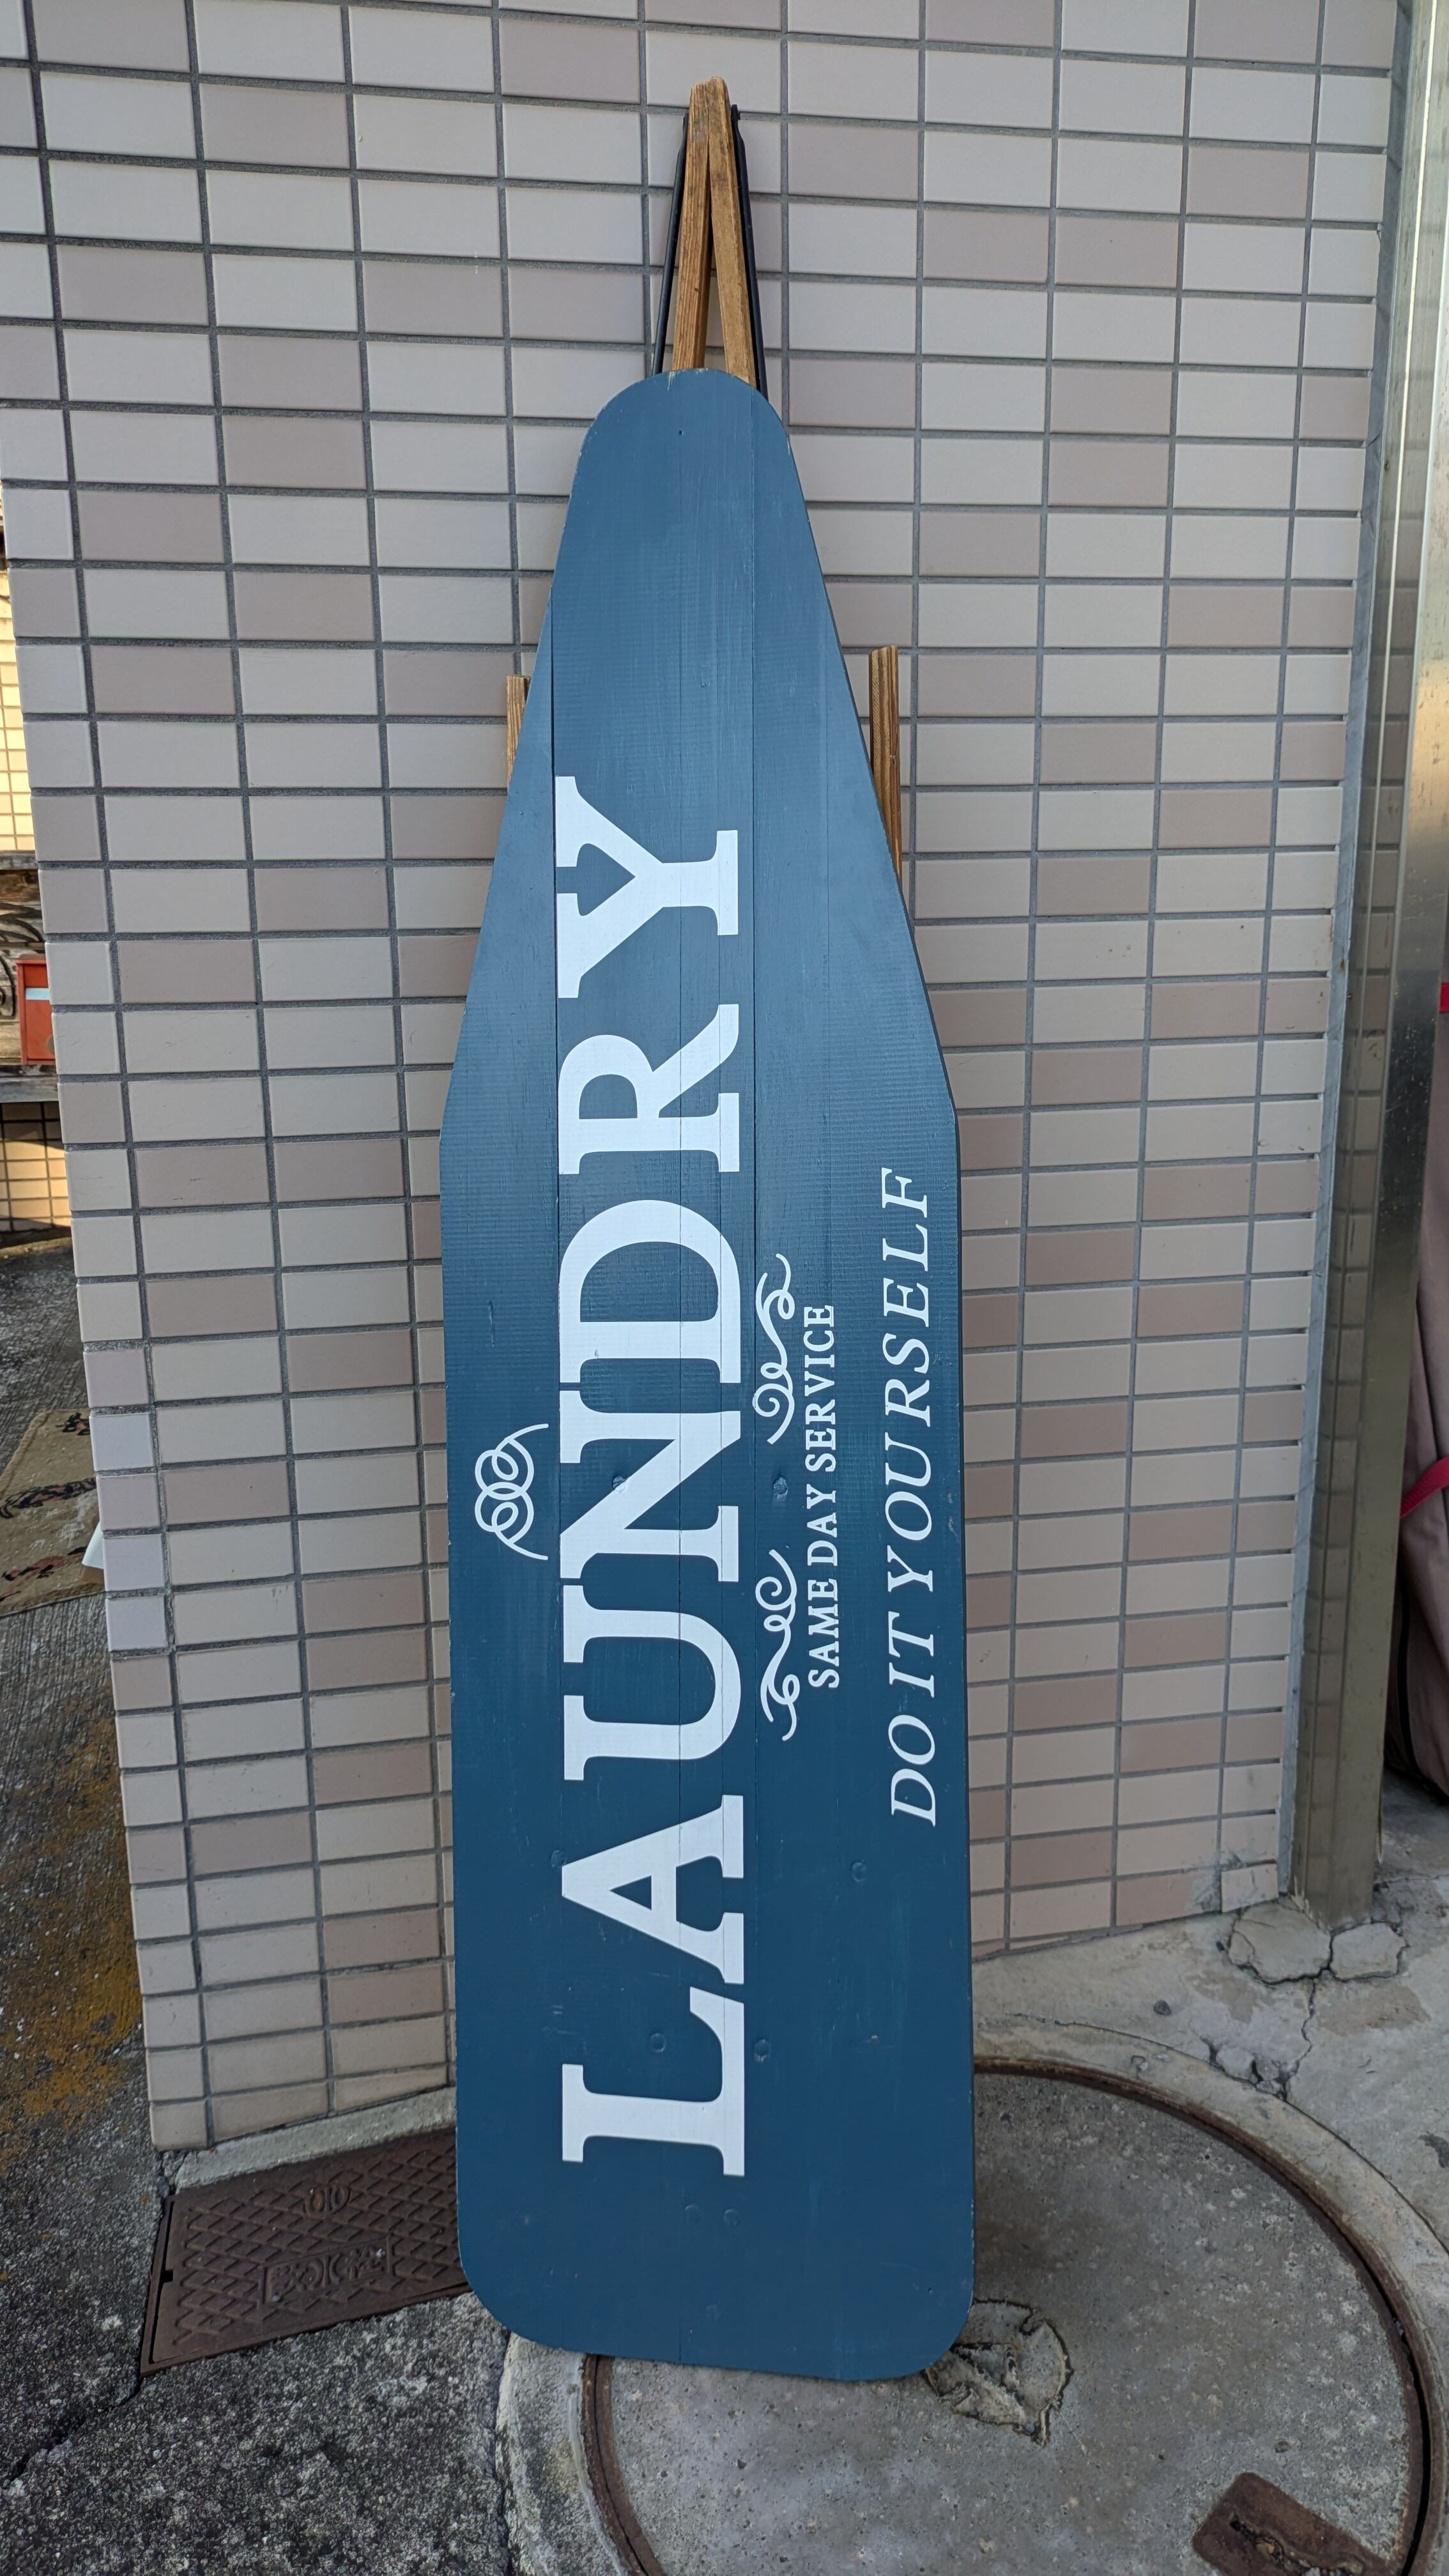 LAUNDRY
SAME DAY SERVICE
DO IT YOURSELF